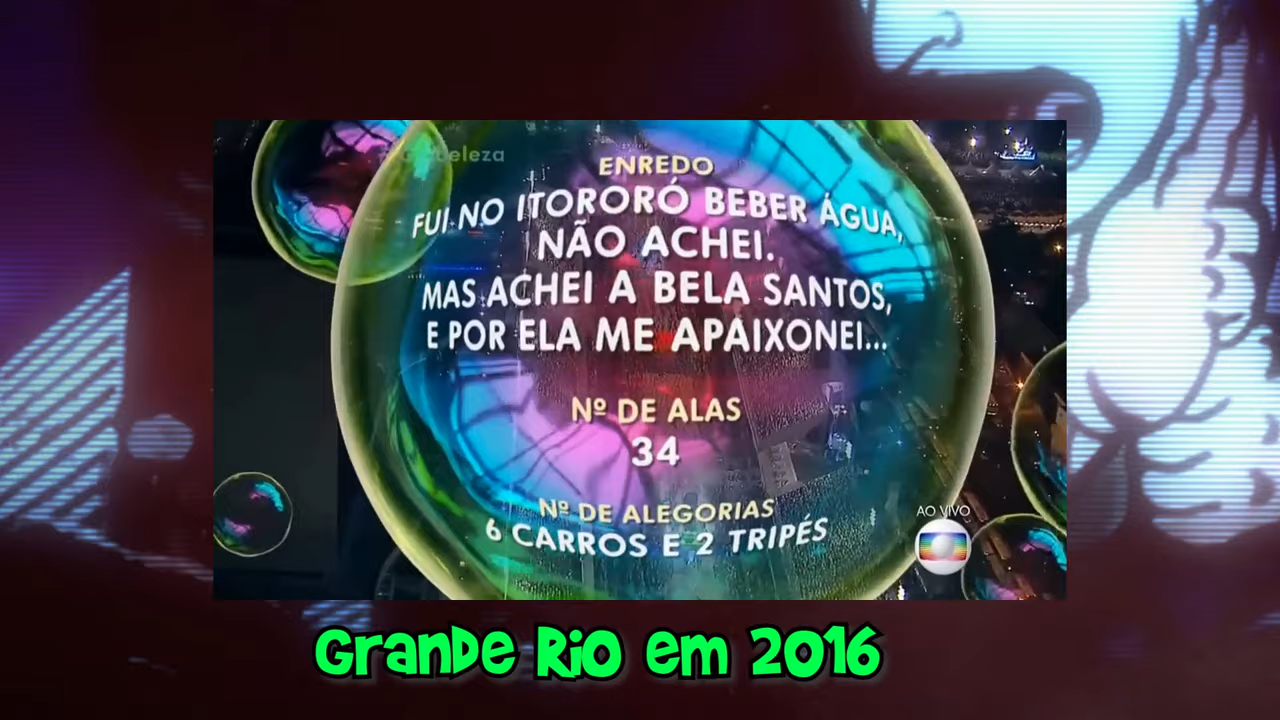 ENREDO
FUI NO ITORORÓ BEBER ÁGUA,
NÃO ACHEI.
MAS ACHEI A BELA SANTOS,
E POR ELA ME APAIXONEI...
Nº DE ALAS
34
Nº DE ALEGORIAS
6 CARROS E 2 TRIPÉS
AO VIVO
Grande Rio em 2016